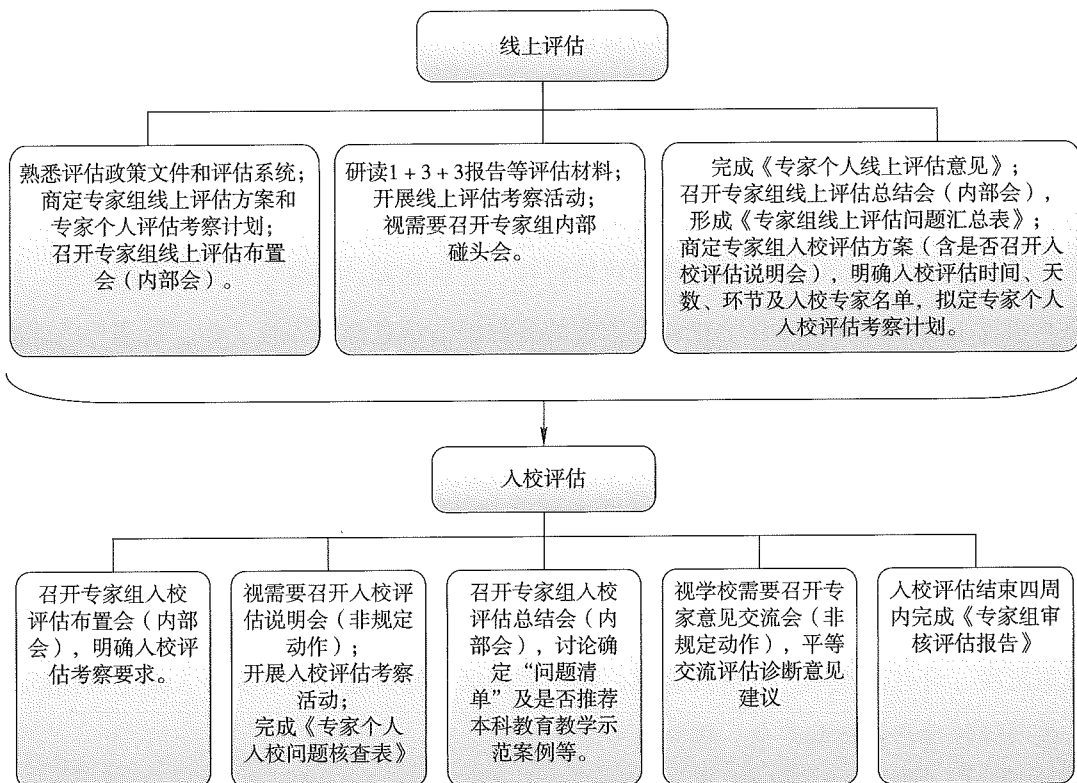 线上评估
熟悉评估政策文件和评估系统；
商定专家组线上评估方案和
专家个人评估考察计划；
召开专家组线上评估布置
会（内部会）。
研读1+3+3报告等评估材料；
开展线上评估考察活动；
视需要召开专家组内部
碰头会。
完成《专家个人线上评估意见》；
召开专家组线上评估总结会（内部会），
形成《专家组线上评估问题汇总表》；
商定专家组入校评估方案（含是否召开入
校评估说明会），明确入校评估时间、天
数、环节及入校专家名单，拟定专家个人
入校评估考察计划。
入校评估
召开专家组入校
评估布置会（内部
会），明确入校评
估考察要求。
视需要召开入校评
估说明会（非规定
动作）；
开展入校评估考察
活动；
完成《专家个人
入校问题核查表》
召开专家组入校
评估总结会（内
部会），讨论确
定“问题清
单”及是否推荐
本科教育教学示
范案例等。
视学校需要召开专
家意见交流会（非
规定动作），平等
交流评估诊断意见
建议
入校评估结束四周
内完成《专家组审
核评估报告》